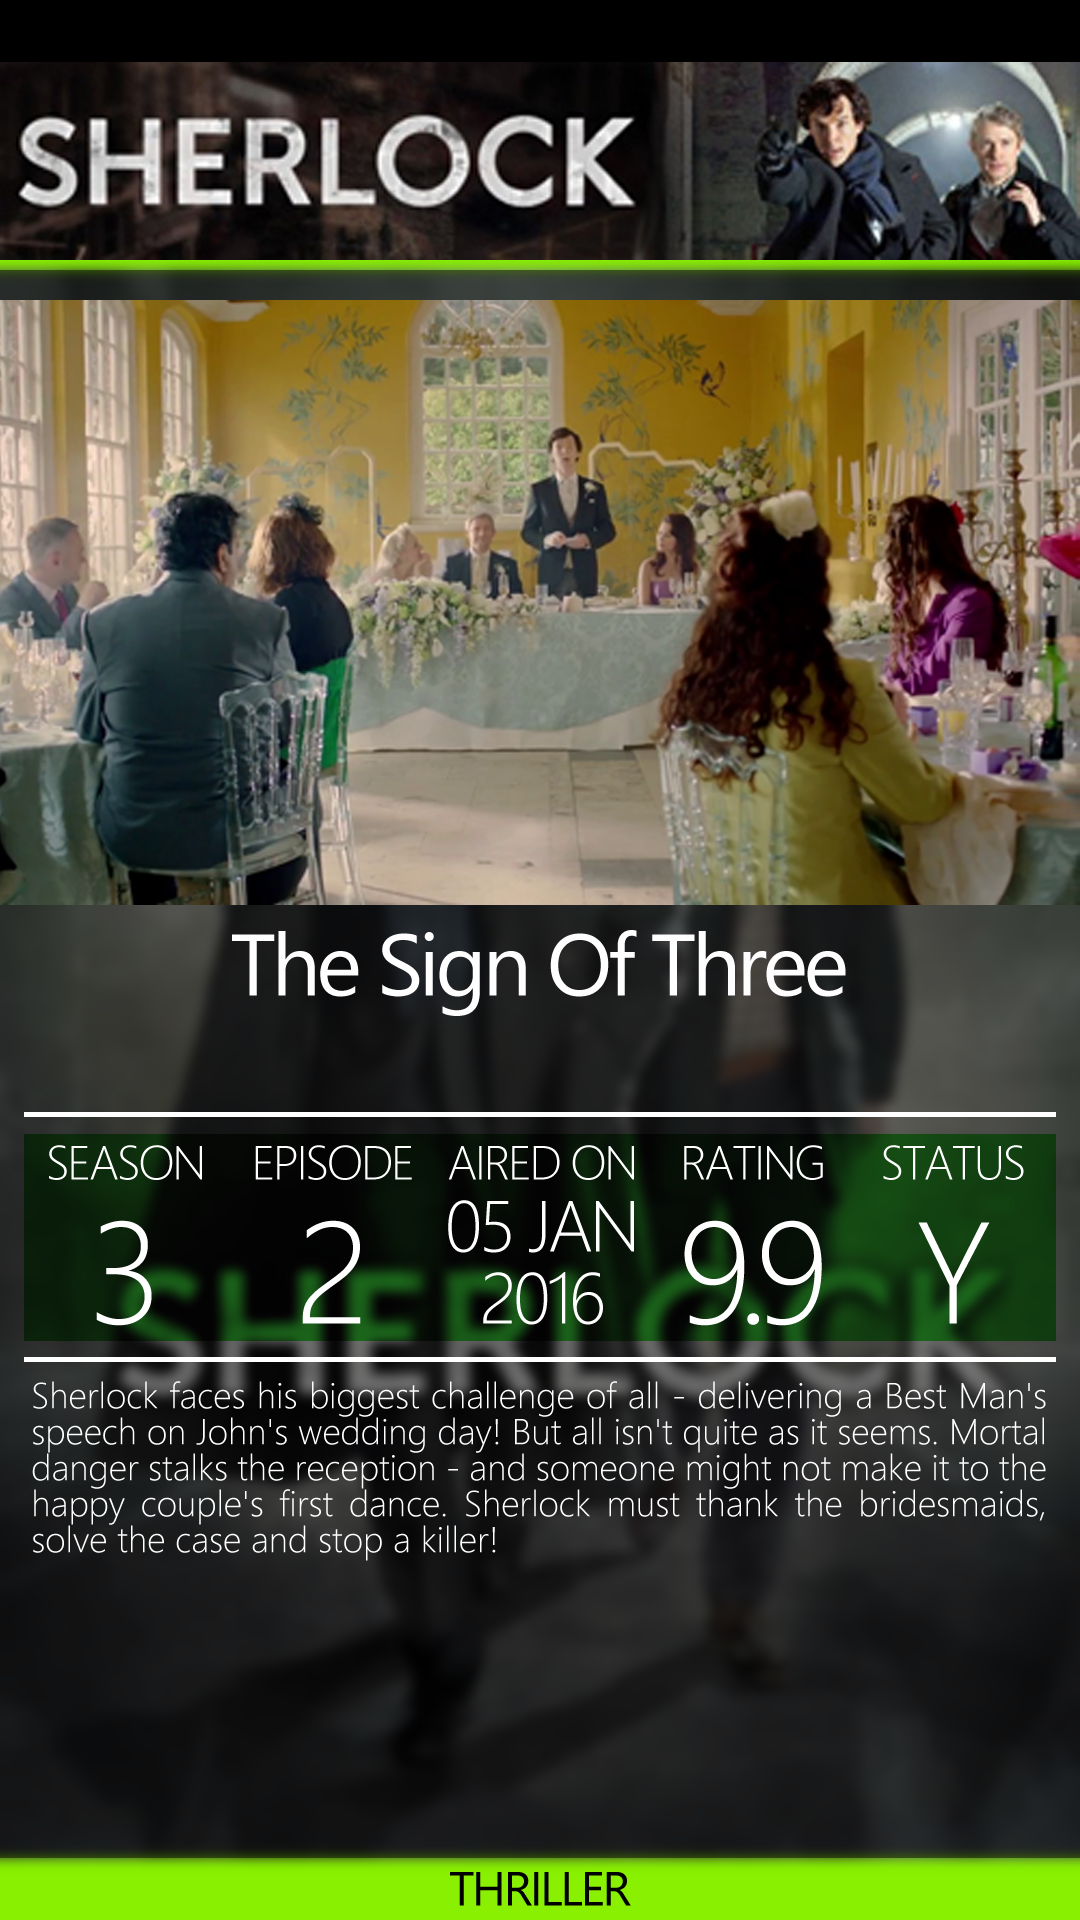 SHERLOCK
The Sign Of Three
SEASON EPISODE AIRED ON RATING STATUS
3 2 05 JAN 2016 9.9 Y
SHERLOCK
Sherlock faces his biggest challenge of all - delivering a Best Man's
speech on John's wedding day! But all isn't quite as it seems. Mortal
danger stalks the reception - and someone might not make it to the
happy couple's first dance. Sherlock must thank the bridesmaids,
solve the case and stop a killer!
THRILLER